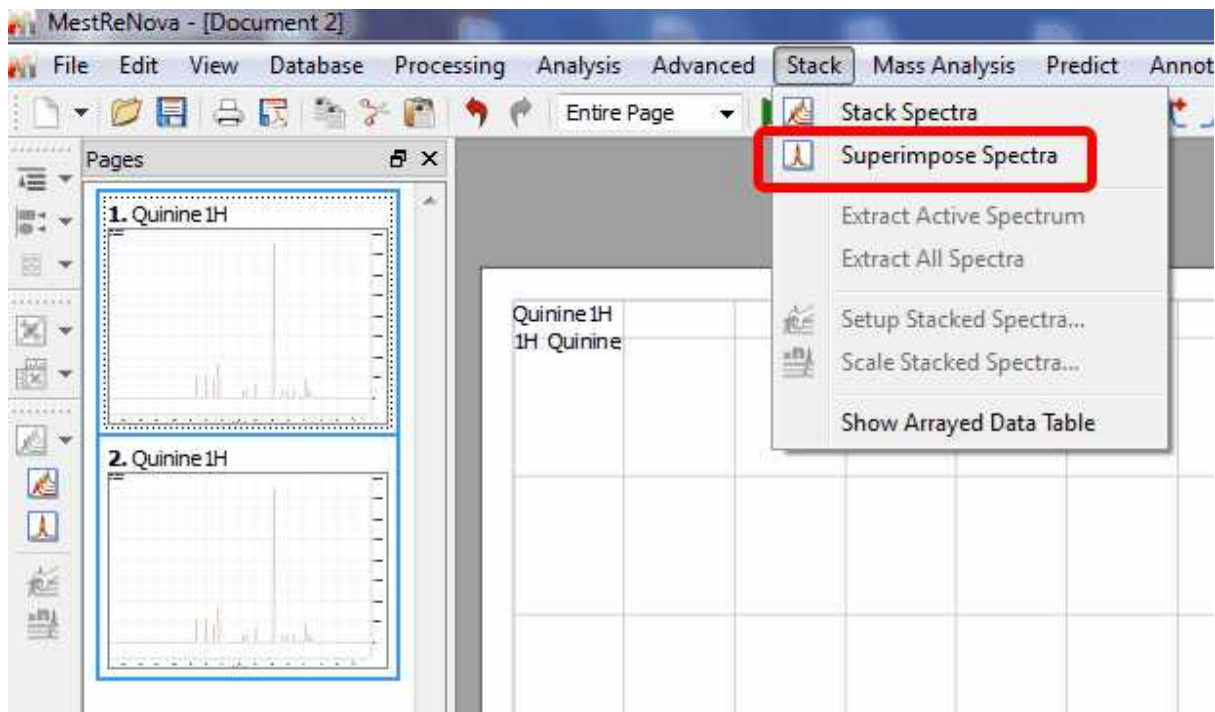 MestReNova - [Document 2]
File Edit View Database Processing Analysis Advanced Stack Mass Analysis Predict Annot
Entire Page
Stack Spectra
Superimpose Spectra
Extract Active Spectrum
Extract All Spectra
Setup Stacked Spectra...
Scale Stacked Spectra...
Show Arrayed Data Table
Pages
1. Quinine 1H
2. Quinine 1H
Quinine 1H
1H Quinine